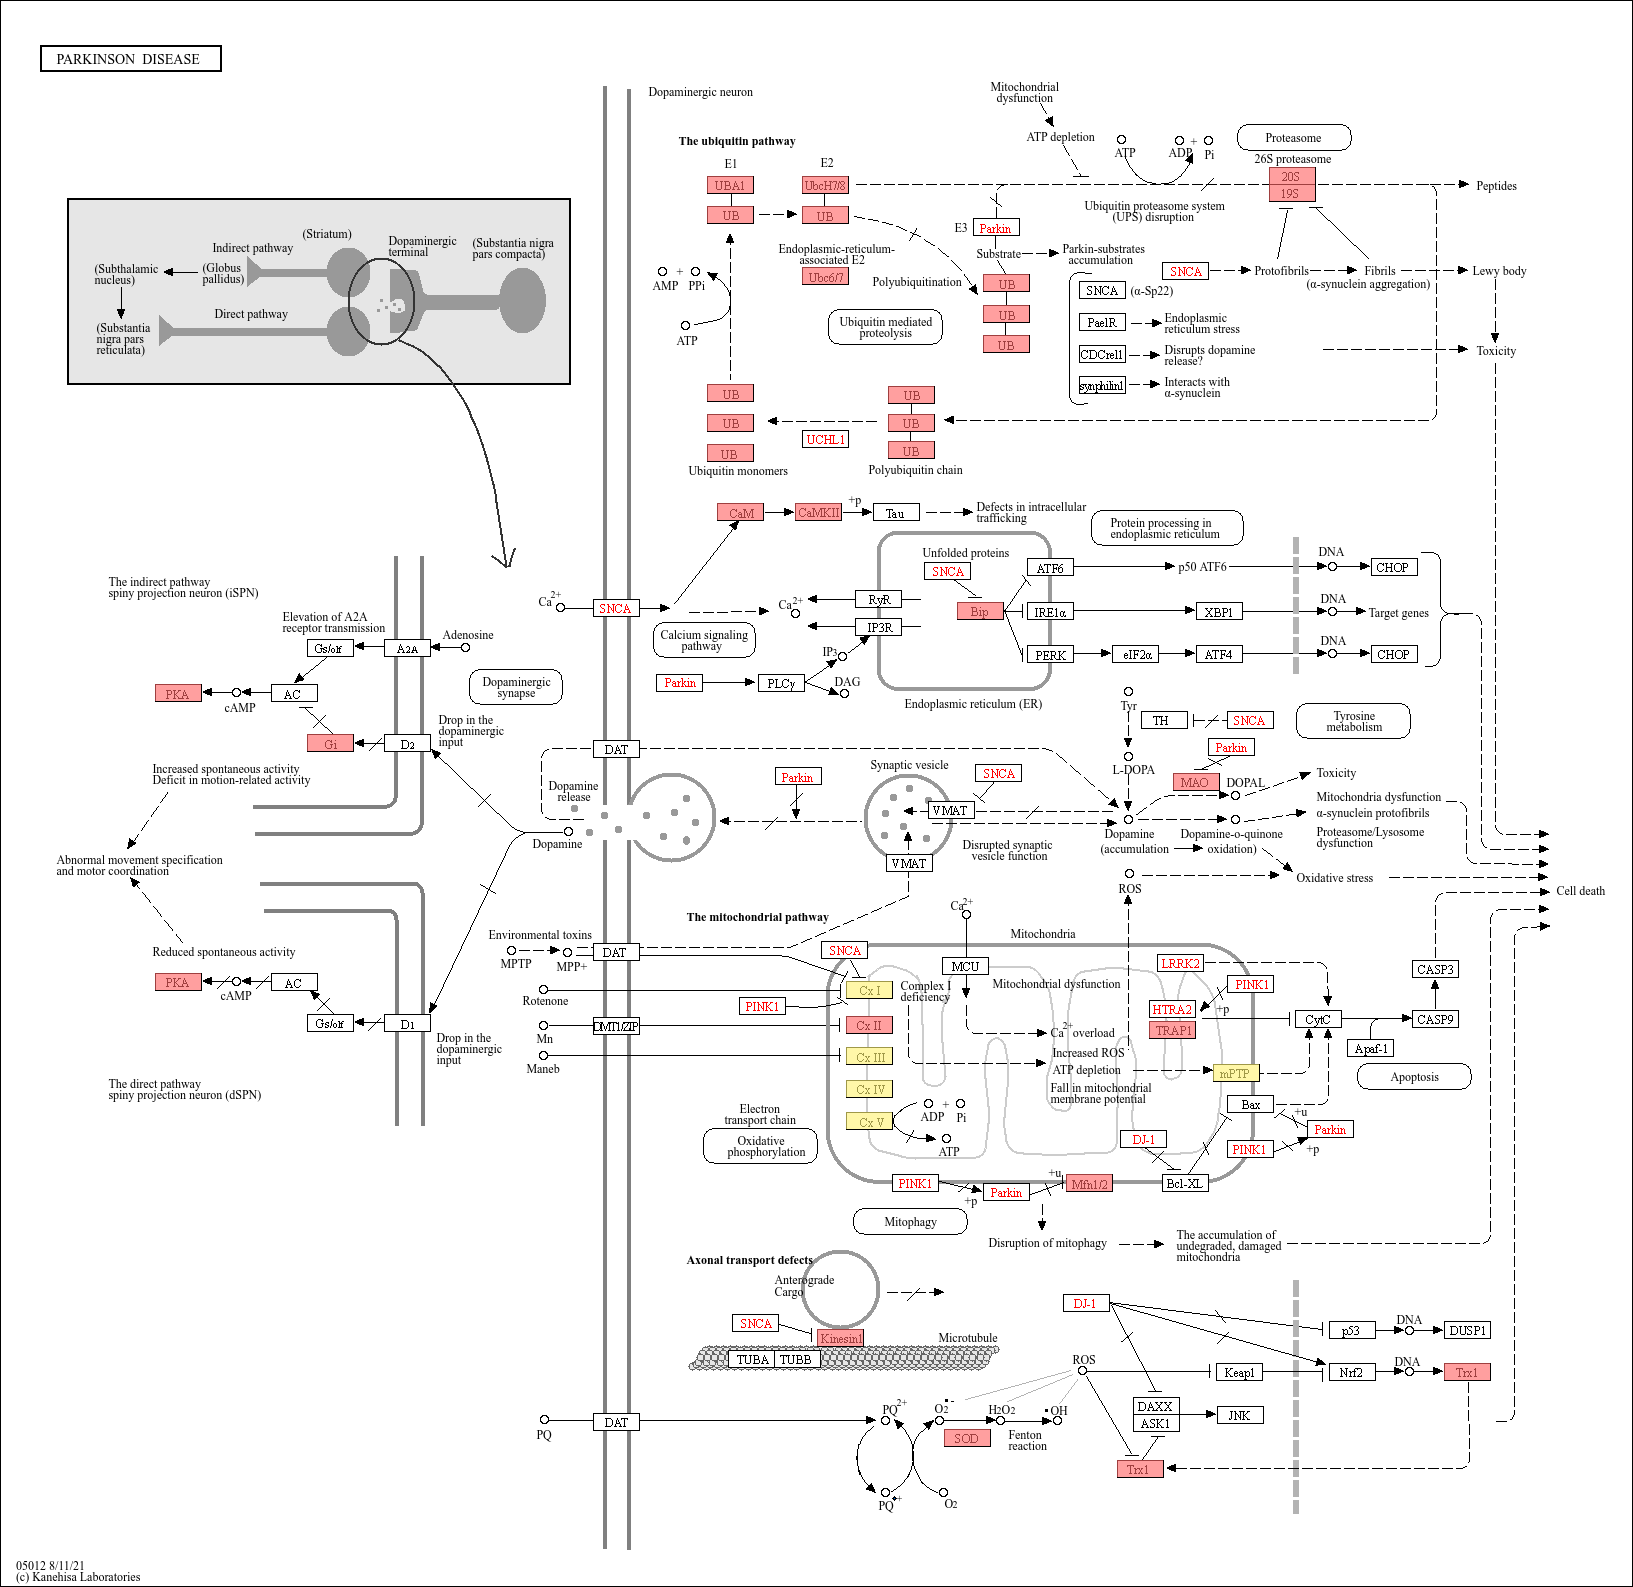 PARKINSON DISEASE
Dopaminergic neuron
Mitochondrial
dysfunction
ATP depletion
ATP
ADP
+
Pi
Proteasome
26S proteasome
20S
19S
Peptides
The ubiquitin pathway
E1
E2
UBA1
UbcH7/8
UB
UB
E3
Parkin
Ubiquitin proteasome system
(UPS) disruption
Endoplasmic-reticulum-
associated E2
Ubc6/7
Polyubiquitination
Substrate
Parkin-substrates
accumulation
UB
UB
UB
AMP
+
PPi
ATP
Ubiquitin mediated
proteolysis
SNCA
Protofibrils
Fibrils
(α-synuclein aggregation)
Lewy body
SNCA
(α-Sp22)
PaelR
Endoplasmic
reticulum stress
CDCrel1
Disrupts dopamine
release?
synphilin1
Interacts with
α-synuclein
Toxicity
UB
UB
UB
Ubiquitin monomers
UCHL1
UB
UB
UB
Polyubiquitin chain
(Striatum)
Indirect pathway
Dopaminergic
terminal
(Substantia nigra
pars compacta)
(Subthalamic
nucleus)
(Globus
pallidus)
Direct pathway
(Substantia
nigra pars
reticulata)
CaM
CaMKII
+p
Tau
Defects in intracellular
trafficking
Protein processing in
endoplasmic reticulum
Unfolded proteins
SNCA
Bip
ATF6
p50 ATF6
DNA
CHOP
IRE1α
XBP1
DNA
Target genes
PERK
eIF2α
ATF4
DNA
CHOP
RyR
IP3R
Endoplasmic reticulum (ER)
Ca2+
SNCA
Ca2+
Calcium signaling
pathway
IP3
DAG
Parkin
PLCγ
The indirect pathway
spiny projection neuron (iSPN)
Elevation of A2A
receptor transmission
Gs/olf
A2A
Adenosine
PKA
cAMP
AC
Gi
D2
Drop in the
dopaminergic
input
Dopaminergic
synapse
Increased spontaneous activity
Deficit in motion-related activity
Abnormal movement specification
and motor coordination
Reduced spontaneous activity
PKA
cAMP
AC
Gs/olf
D1
Drop in the
dopaminergic
input
The direct pathway
spiny projection neuron (dSPN)
DAT
Dopamine
release
Dopamine
Parkin
Synaptic vesicle
SNCA
VMAT
VMAT
Disrupted synaptic
vesicle function
Tyr
TH
SNCA
Tyrosine
metabolism
L-DOPA
Parkin
MAO
DOPAL
Toxicity
Mitochondria dysfunction
α-synuclein protofibrils
Proteasome/Lysosome
dysfunction
Dopamine
(accumulation
Dopamine-o-quinone
oxidation)
ROS
Oxidative stress
Cell death
The mitochondrial pathway
Environmental toxins
MPTP
MPP+
DAT
Rotenone
Mn
DMT1/ZIP
Maneb
SNCA
PINK1
Cx I
Cx II
Cx III
Cx IV
Cx V
Complex I
deficiency
Ca2+
MCU
Mitochondria
Mitochondrial dysfunction
Ca2+ overload
Increased ROS
ATP depletion
Fall in mitochondrial
membrane potential
ADP
+
Pi
ATP
Electron
transport chain
Oxidative
phosphorylation
LRRK2
PINK1
+p
HTRA2
TRAP1
CytC
CASP3
CASP9
Apaf-1
Apoptosis
mPTP
Bax
+u
Parkin
PINK1
+p
DJ-1
Bcl-XL
PINK1
+p
Parkin
+u
Mfn1/2
Mitophagy
Disruption of mitophagy
The accumulation of
undegraded, damaged
mitochondria
Axonal transport defects
Anterograde
Cargo
SNCA
Kinesin1
Microtubule
TUBA
TUBB
DJ-1
p53
DNA
DUSP1
ROS
Keap1
Nrf2
DNA
Trx1
DAXX
ASK1
JNK
Trx1
PQ
DAT
PQ2+
PQ•+
O2•-
O2
SOD
H2O2
•OH
Fenton
reaction
05012 8/11/21
(c) Kanehisa Laboratories